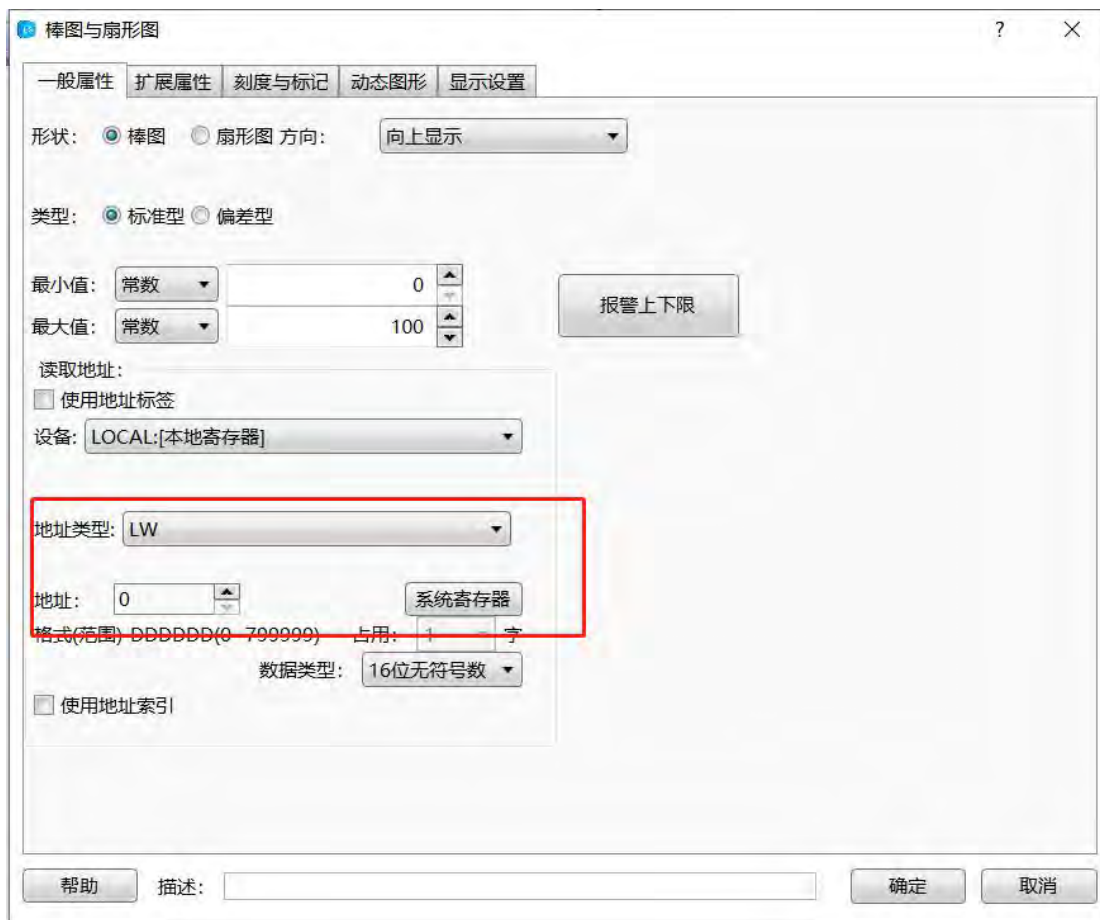 棒图与扇形图 ?
一般属性 扩展属性 刻度与标记 动态图形 显示设置
形状: 棒图 扇形图 方向: 向上显示
类型: 标准型 偏差型
最小值: 常数 0
报警上下限
最大值: 常数 100
读取地址:
使用地址标签
设备: LOCAL:[本地寄存器]
地址类型: LW
地址: 0 系统寄存器
格式(范围) DDDDDD(0~799999) 占用: 1 字
数据类型: 16位无符号数
使用地址索引
帮助 描述: 确定 取消